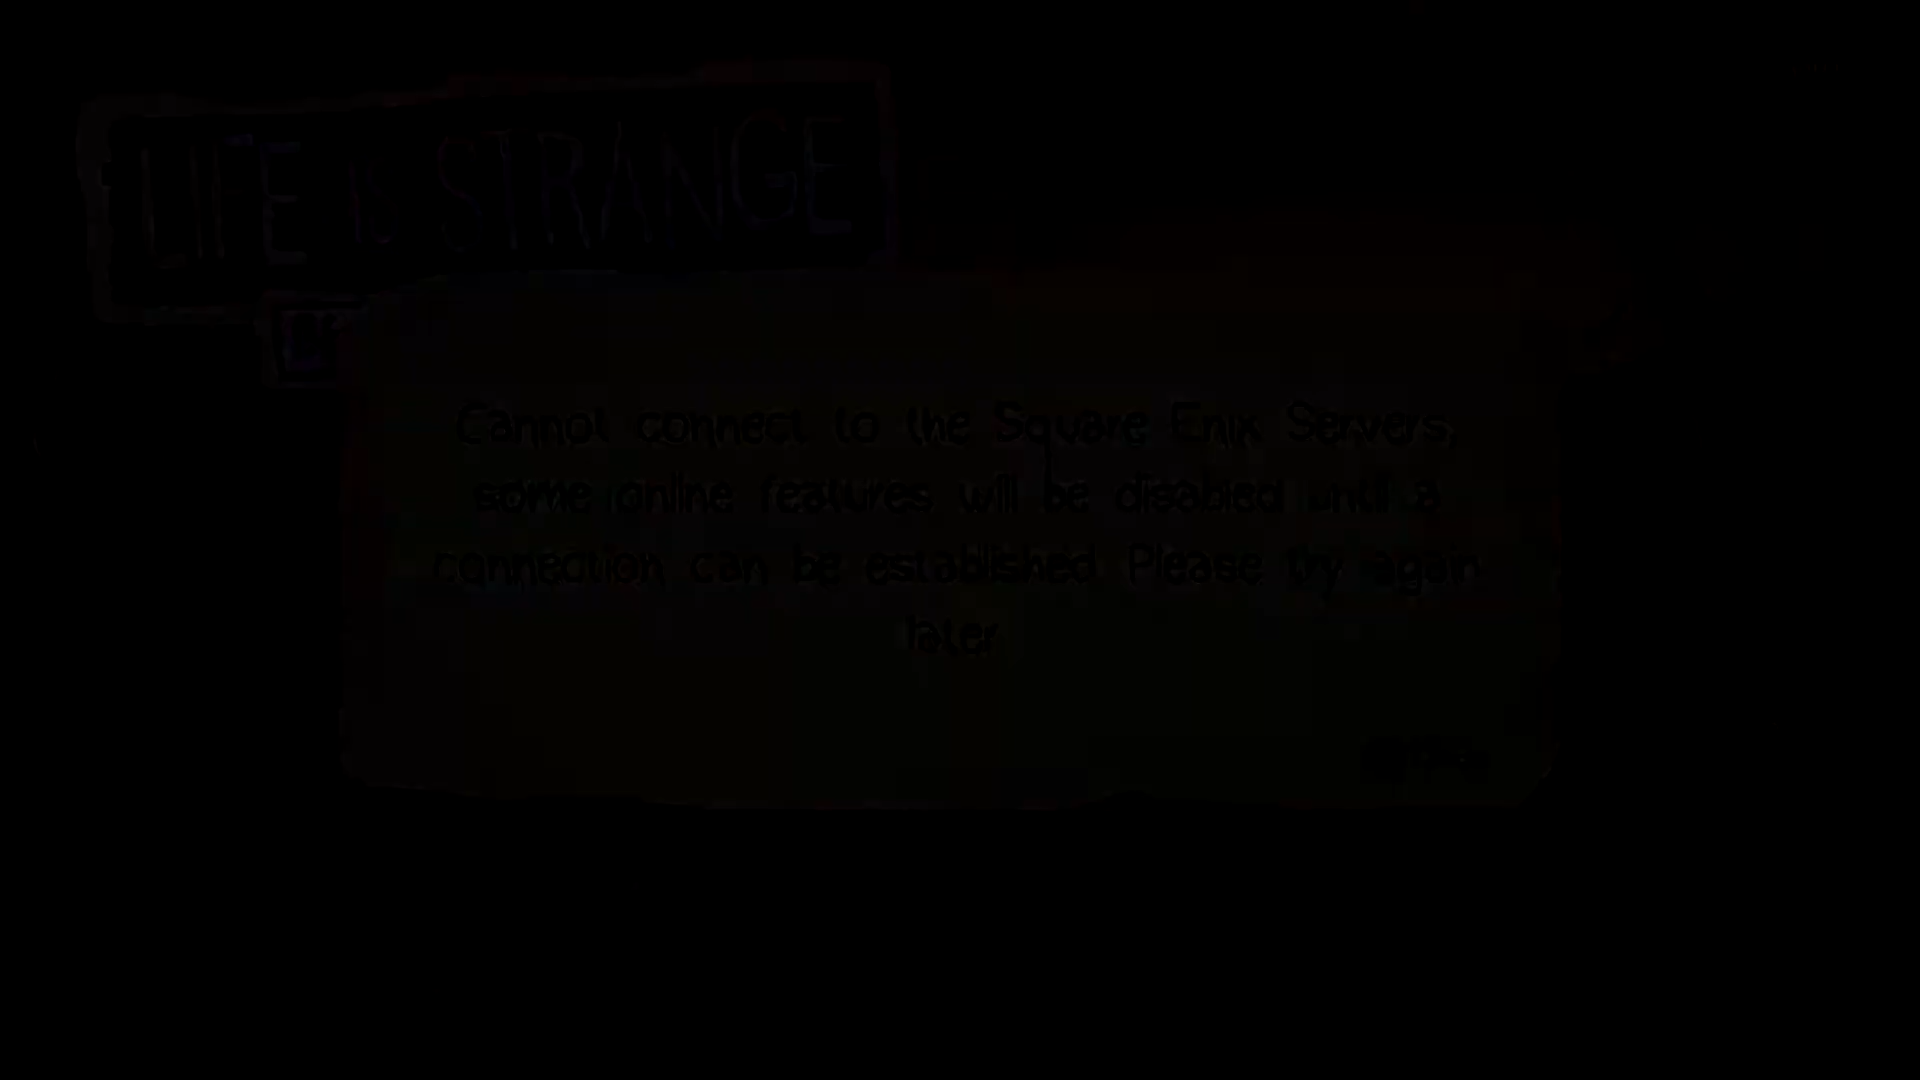 LIFE IS STRANGE
Cannot connect to the Square Enix Servers
some online features will be disabled until a
connection can be established. Please try again
later.